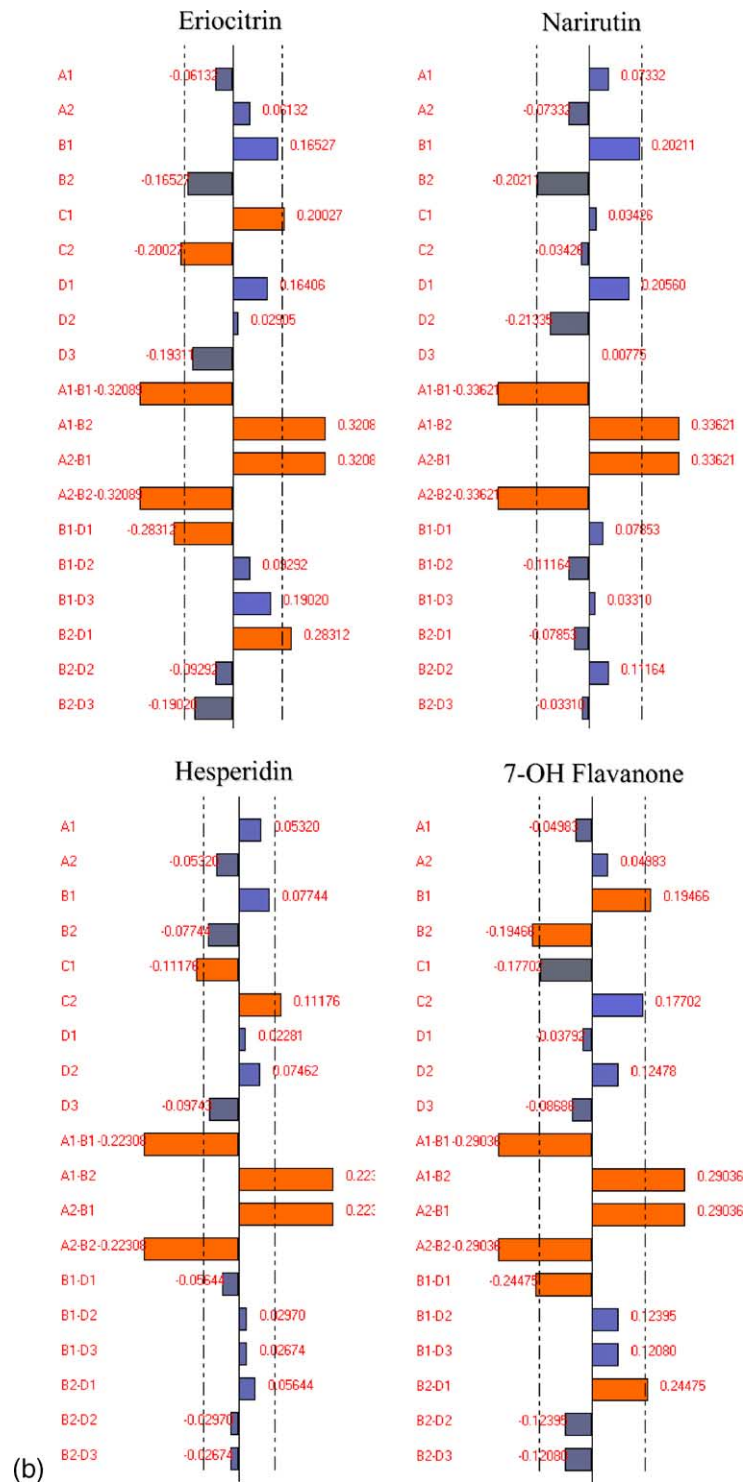 Eriocitrin
A1 -0.06132
A2 0.06132
B1 0.16527
B2 -0.16527
C1 0.20027
C2 -0.20027
D1 0.16406
D2 0.02905
D3 -0.19311
A1-B1 -0.32089
A1-B2 0.3208
A2-B1 0.3208
A2-B2 -0.32089
B1-D1 -0.28312
B1-D2 0.09292
B1-D3 0.19020
B2-D1 0.28312
B2-D2 -0.09292
B2-D3 -0.19020
Narirutin
A1 0.07332
A2 -0.07332
B1 0.20211
B2 -0.20211
C1 0.03426
C2 -0.03426
D1 0.20560
D2 -0.21335
D3 0.00775
A1-B1 -0.33621
A1-B2 0.33621
A2-B1 0.33621
A2-B2 -0.33621
B1-D1 0.07853
B1-D2 -0.11164
B1-D3 0.03310
B2-D1 -0.07853
B2-D2 0.11164
B2-D3 -0.03310
Hesperidin
A1 0.05320
A2 -0.05320
B1 0.07744
B2 -0.07744
C1 -0.11176
C2 0.11176
D1 0.02281
D2 0.07462
D3 -0.09743
A1-B1 -0.22308
A1-B2 0.223
A2-B1 0.223
A2-B2 -0.22308
B1-D1 -0.05644
B1-D2 0.02970
B1-D3 0.02674
B2-D1 0.05644
B2-D2 -0.02970
B2-D3 -0.02674
7-OH Flavanone
A1 -0.04983
A2 0.04983
B1 0.19466
B2 -0.19466
C1 -0.17702
C2 0.17702
D1 -0.03792
D2 0.12478
D3 -0.08686
A1-B1 -0.29036
A1-B2 0.29036
A2-B1 0.29036
A2-B2 -0.29036
B1-D1 -0.24475
B1-D2 0.12395
B1-D3 0.12080
B2-D1 0.24475
B2-D2 -0.12395
B2-D3 -0.12080
(b)